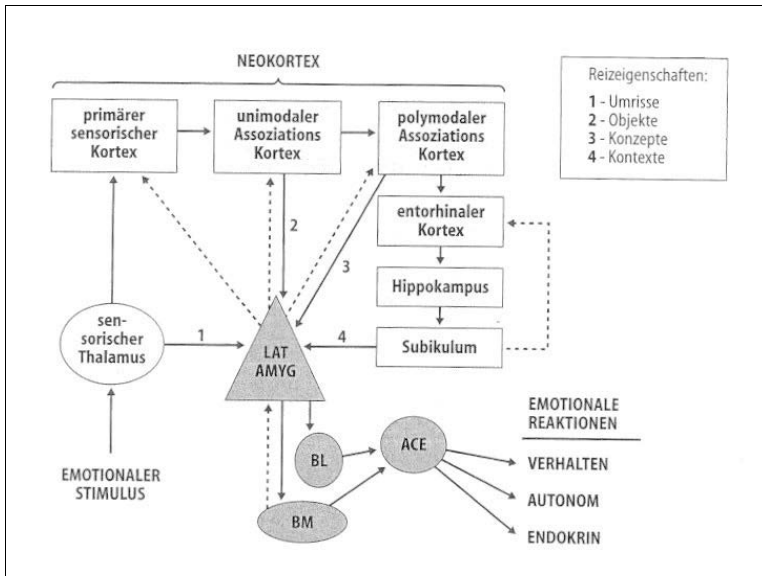 NEOKORTEX
primärer
sensorischer
Kortex
unimodaler
Assoziations
Kortex
polymodaler
Assoziations
Kortex
Reizeigenschaften:
1 - Umrisse
2 - Objekte
3 - Konzepte
4 - Kontexte
entorhinaler
Kortex
2
3
Hippokampus
sen-
sorischer
Thalamus
1
LAT
AMYG
4
Subikulum
EMOTIONALER
STIMULUS
BL
ACE
BM
EMOTIONALE
REAKTIONEN
VERHALTEN
AUTONOM
ENDOKRIN